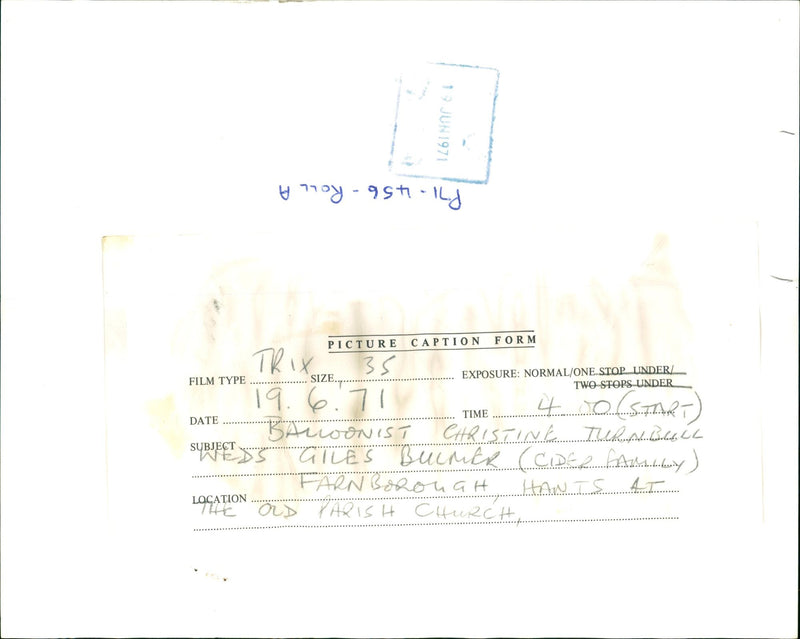 19 JUN 1971
P71-456-ROLL A
PICTURE CAPTION FORM
FILM TYPE TRIX SIZE 35 EXPOSURE: NORMAL/ONE STOP UNDER/
TWO STOPS UNDER
DATE 19.6.71 TIME 4.00 (START)
SUBJECT BALLOONIST CHRISTINE TURNBULL
WEDS GILES BULMER (CIDER FAMILY)
LOCATION FARNBOROUGH, HANTS AT
THE OLD PARISH CHURCH,